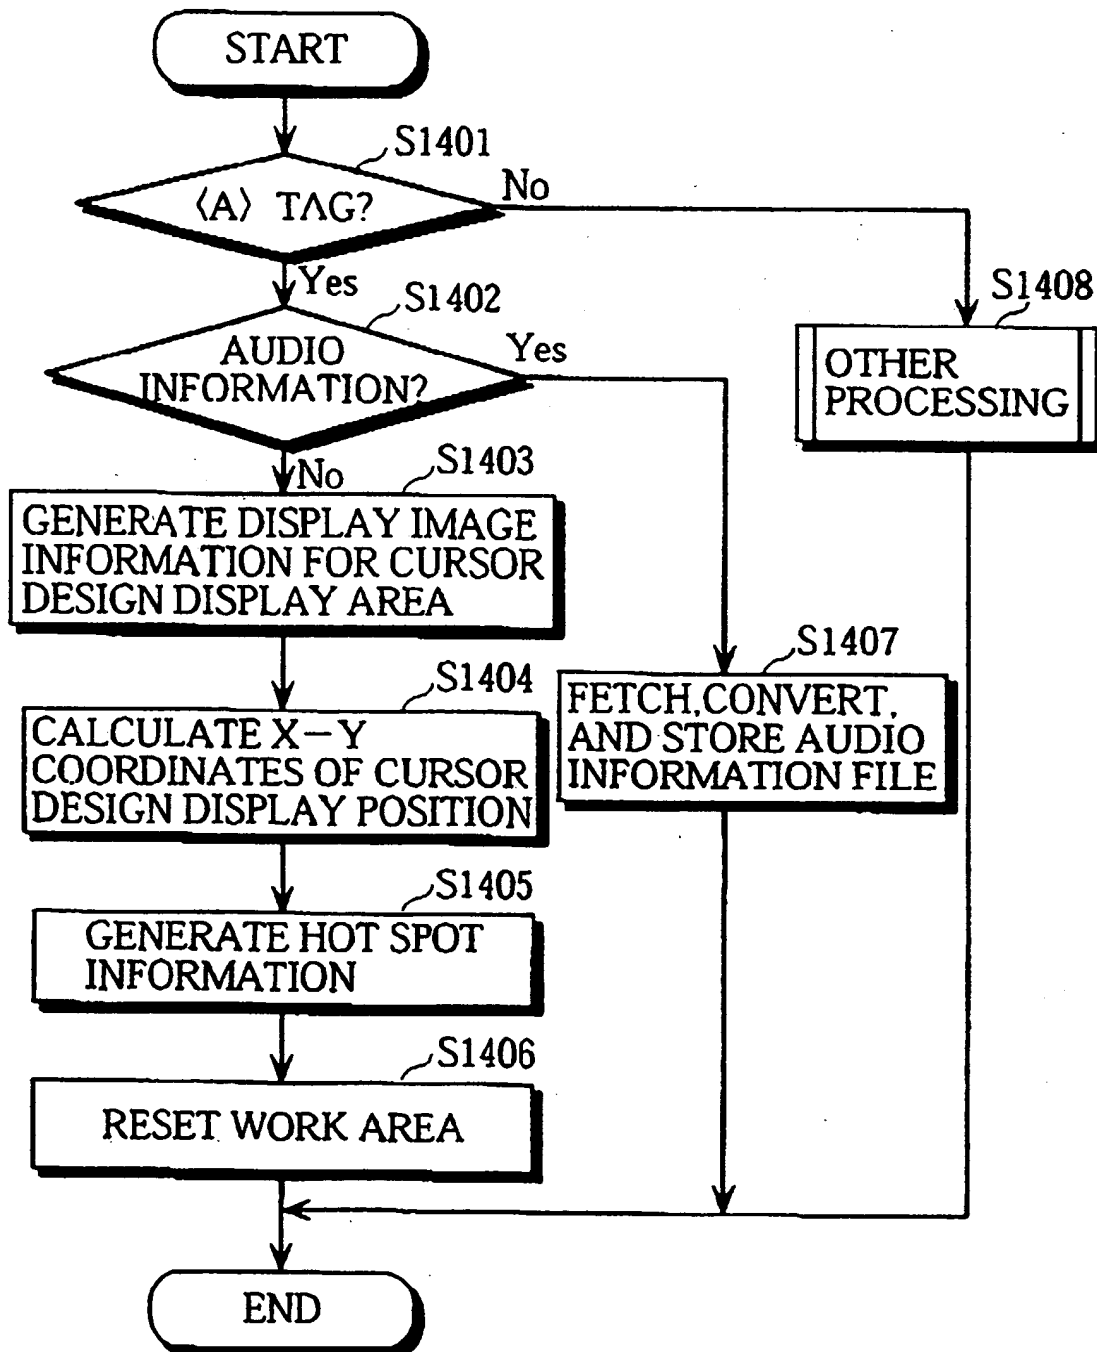 START
S1401
〈A〉 TAG?
No
Yes
S1402
AUDIO
INFORMATION?
Yes
No
S1408
OTHER
PROCESSING
S1403
GENERATE DISPLAY IMAGE
INFORMATION FOR CURSOR
DESIGN DISPLAY AREA
S1404
CALCULATE X-Y
COORDINATES OF CURSOR
DESIGN DISPLAY POSITION
S1407
FETCH,CONVERT,
AND STORE AUDIO
INFORMATION FILE
S1405
GENERATE HOT SPOT
INFORMATION
S1406
RESET WORK AREA
END